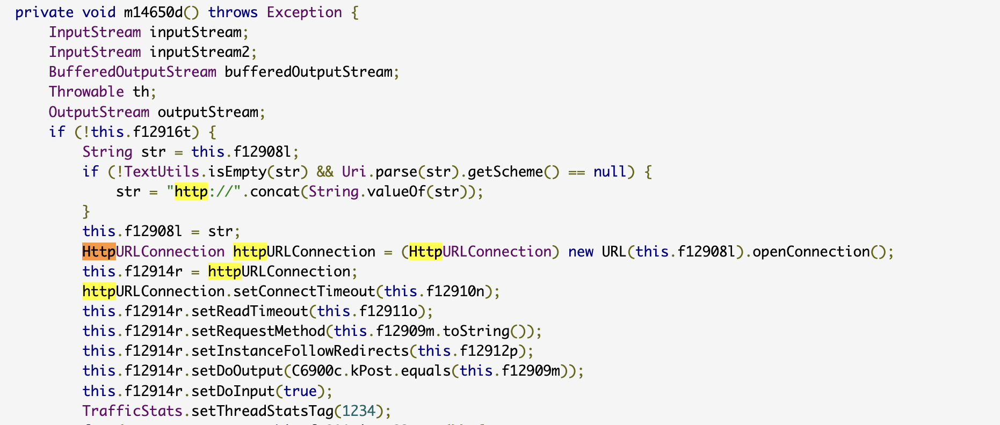 private void m14650d() throws Exception {
InputStream inputStream;
InputStream inputStream2;
BufferedOutputStream bufferedOutputStream;
Throwable th;
OutputStream outputStream;
if (!this.f12916t) {
String str = this.f12908l;
if (!TextUtils.isEmpty(str) && Uri.parse(str).getScheme() == null) {
str = "http://".concat(String.valueOf(str));
}
this.f12908l = str;
HttpURLConnection httpURLConnection = (HttpURLConnection) new URL(this.f12908l).openConnection();
this.f12914r = httpURLConnection;
httpURLConnection.setConnectTimeout(this.f12910n);
this.f12914r.setReadTimeout(this.f12911o);
this.f12914r.setRequestMethod(this.f12909m.toString());
this.f12914r.setInstanceFollowRedirects(this.f12912p);
this.f12914r.setDoOutput(C6900c.kPost.equals(this.f12909m));
this.f12914r.setDoInput(true);
TrafficStats.setThreadStatsTag(1234);